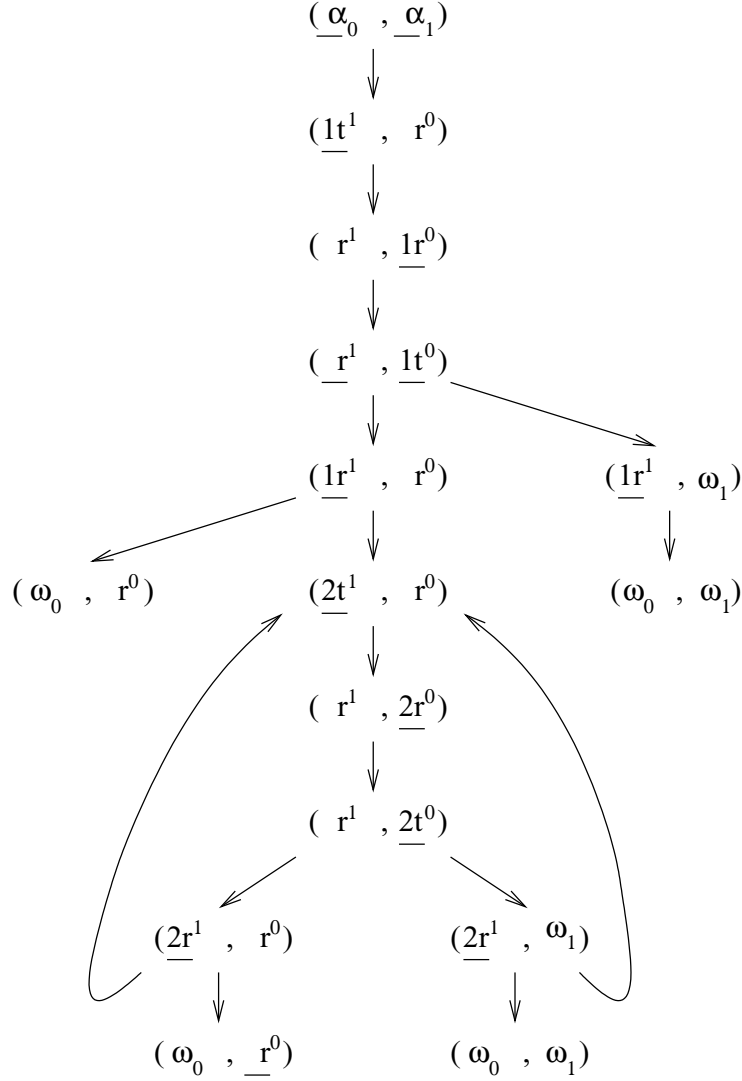 (α₀ , α₁)
(1t¹ , r⁰)
( r¹ , 1r⁰)
( r¹ , 1t⁰)
(1r¹ , r⁰) (1r¹ , ω₁)
(ω₀ , r⁰) (2t¹ , r⁰) (ω₀ , ω₁)
( r¹ , 2r⁰)
( r¹ , 2t⁰)
(2r¹ , r⁰) (2r¹ , ω₁)
(ω₀ , r⁰) (ω₀ , ω₁)